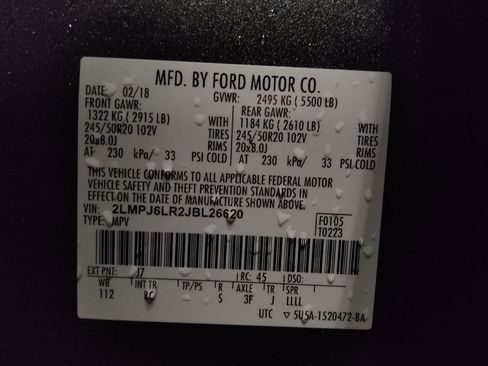 MFD. BY FORD MOTOR CO.
DATE: 02/18 GVWR: 2495 KG ( 5500 LB)
FRONT GAWR: REAR GAWR:
1322 KG ( 2915 LB) WITH 1184 KG ( 2610 LB) WITH
245/50R20 102V TIRES 245/50R20 102V TIRES
20x8.0J RIMS 20x8.0J RIMS
AT 230 kPa/ 33 PSI COLD AT 230 kPa/ 33 PSI COLD
THIS VEHICLE CONFORMS TO ALL APPLICABLE FEDERAL MOTOR
VEHICLE SAFETY AND THEFT PREVENTION STANDARDS IN
EFFECT ON THE DATE OF MANUFACTURE SHOWN ABOVE.
VIN: 2LMPJ6LR2JBL26620 F0105
TYPE: MPV T0223
EXT PNT: J7 RC: 45 DSO:
WB INT TR TP/PS R AXLE TR SPR
112 S 3F J LLLL
UTC ▽ 5U5A-1520472-BA